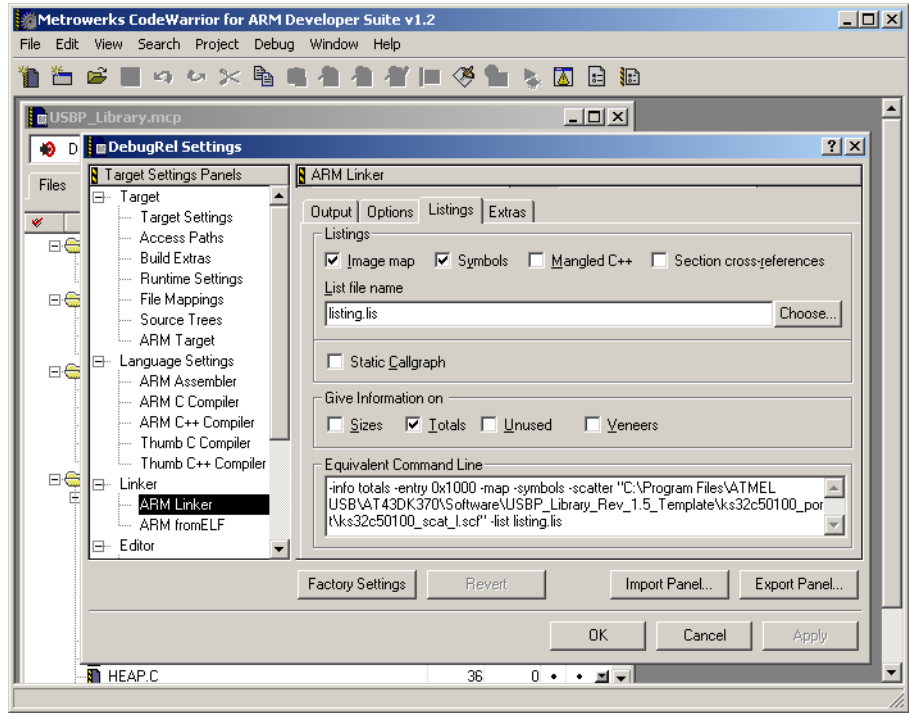 Metrowerks CodeWarrior for ARM Developer Suite v1.2
File Edit View Search Project Debug Window Help
USBP_Library.mcp
D
DebugRel Settings
Files
Target Settings Panels
Target
Target Settings
Access Paths
Build Extras
Runtime Settings
File Mappings
Source Trees
ARM Target
Language Settings
ARM Assembler
ARM C Compiler
ARM C++ Compiler
Thumb C Compiler
Thumb C++ Compiler
Linker
ARM Linker
ARM fromELF
Editor
ARM Linker
Output Options Listings Extras
Listings
Image map Symbols Mangled C++ Section cross-references
List file name
listing.lis Choose...
Static Callgraph
Give Information on
Sizes Totals Unused Veneers
Equivalent Command Line
-info totals -entry 0x1000 -map -symbols -scatter "C:\Program Files\ATMEL
USB\AT43DK370\Software\USBP_Library_Rev_1.5_Template\ks32c50100_por
t\ks32c50100_scat_l.scf" -list listing.lis
Factory Settings Revert Import Panel... Export Panel...
OK Cancel Apply
HEAP.C 36 0